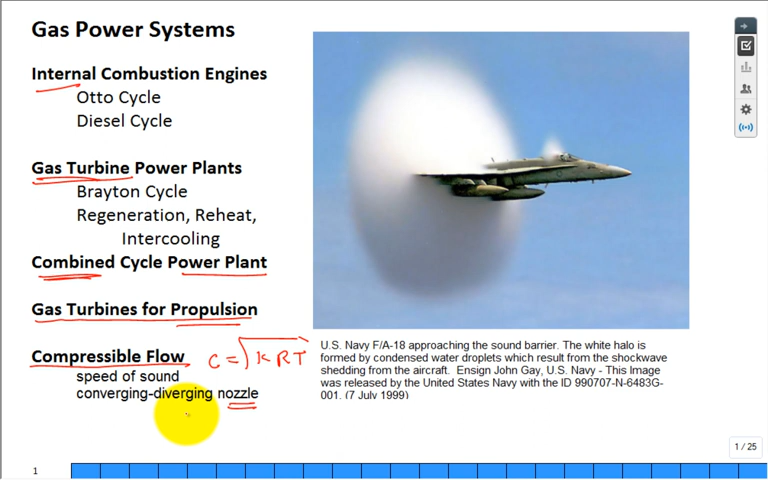 Gas Power Systems
Internal Combustion Engines
Otto Cycle
Diesel Cycle
Gas Turbine Power Plants
Brayton Cycle
Regeneration, Reheat,
Intercooling
Combined Cycle Power Plant
Gas Turbines for Propulsion
Compressible Flow
c = √KRT
speed of sound
converging-diverging nozzle
U.S. Navy F/A-18 approaching the sound barrier. The white halo is
formed by condensed water droplets which result from the shockwave
shedding from the aircraft. Ensign John Gay, U.S. Navy - This Image
was released by the United States Navy with the ID 990707-N-6483G-
001. (7 July 1999)
1 / 25
1